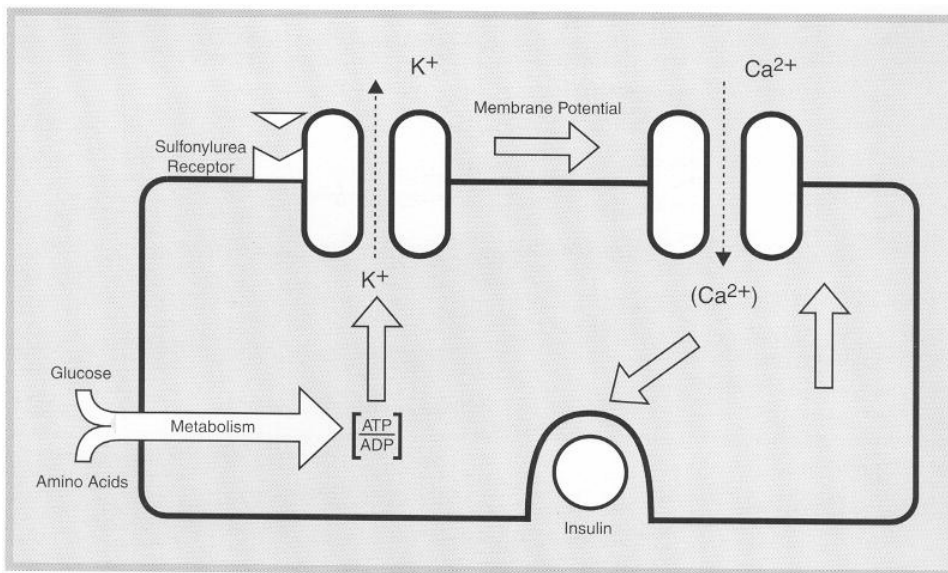 K+
Ca2+
Membrane Potential
Sulfonylurea
Receptor
K+
(Ca2+)
Glucose
Metabolism
[ATP
ADP]
Amino Acids
Insulin